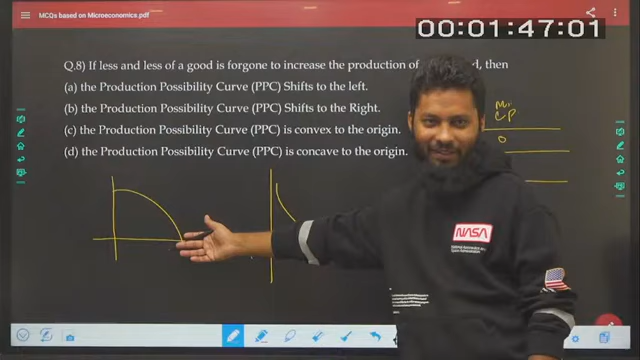 MCQs based on Microeconomics.pdf
00:01:47:01
Q.8) If less and less of a good is forgone to increase the production of
then
(a) the Production Possibility Curve (PPC) Shifts to the left.
(b) the Production Possibility Curve (PPC) Shifts to the Right.
(c) the Production Possibility Curve (PPC) is convex to the origin.
(d) the Production Possibility Curve (PPC) is concave to the origin.
NASA